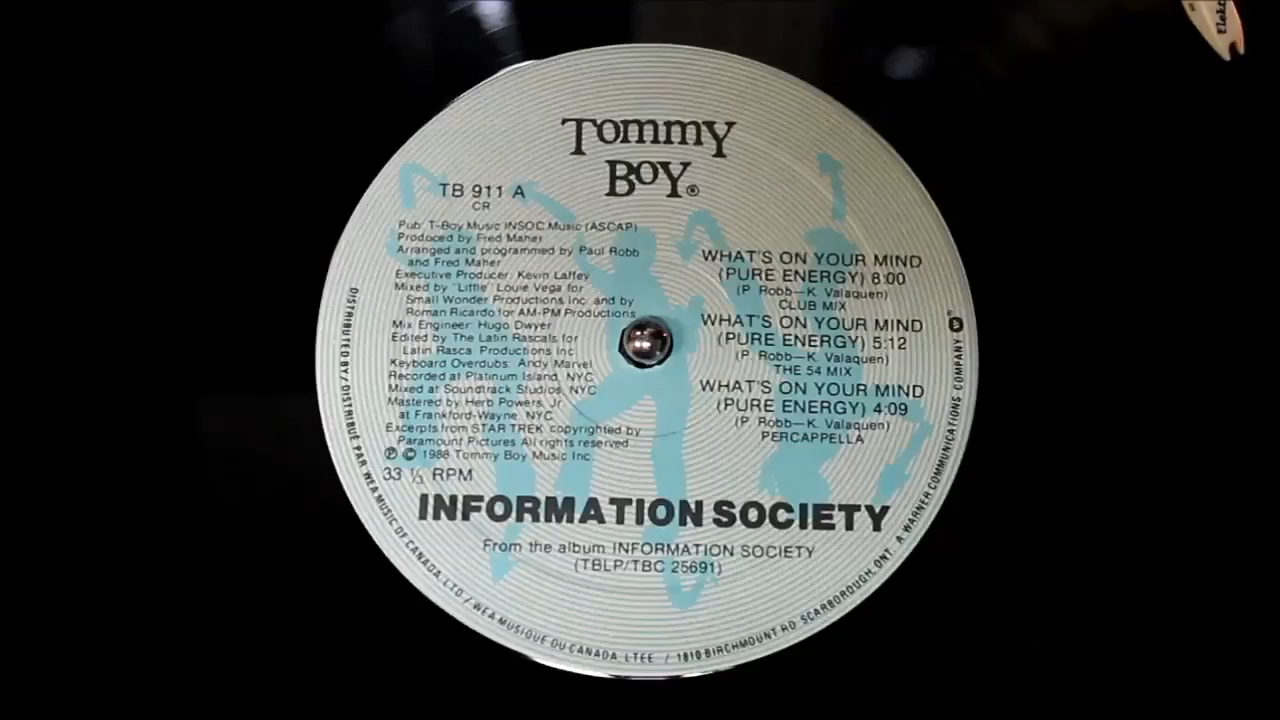 Tommy
Boy®
TB 911 A
CR
Pub: T-Boy Music INSOC Music (ASCAP)
Produced by Fred Maher
Arranged and programmed by Paul Robb
and Fred Maher
Executive Producer: Kevin Laffey
Mixed by "Little" Louie Vega for
Small Wonder Productions Inc. and by
Roman Ricardo for AM-PM Productions
Mix Engineer: Hugo Dwyer
Edited by The Latin Rascals for
Latin Rascal Productions Inc.
Keyboard Overdubs: Andy Marvel
Recorded at Platinum Island, NYC
Mixed at Soundtrack Studios, NYC
Mastered by Herb Powers, Jr.
at Frankford-Wayne, NYC
Excerpts from STAR TREK copyrighted by
Paramount Pictures All rights reserved
℗ © 1988 Tommy Boy Music Inc.
33 ⅓ RPM
WHAT'S ON YOUR MIND
(PURE ENERGY) 8:00
(P. Robb—K. Valaquen)
CLUB MIX
WHAT'S ON YOUR MIND
(PURE ENERGY) 5:12
(P. Robb—K. Valaquen)
THE 54 MIX
WHAT'S ON YOUR MIND
(PURE ENERGY) 4:09
(P. Robb—K. Valaquen)
PERCAPPELLA
INFORMATION SOCIETY
From the album INFORMATION SOCIETY
(TBLP/TBC 25691)
DISTRIBUTED BY/DISTRIBUÉ PAR WEA MUSIC OF CANADA, LTD/WEA MUSIQUE DU CANADA, LTEE / 1810 BIRCHMOUNT RD. SCARBOROUGH, ONT. A WARNER COMMUNICATIONS COMPANY